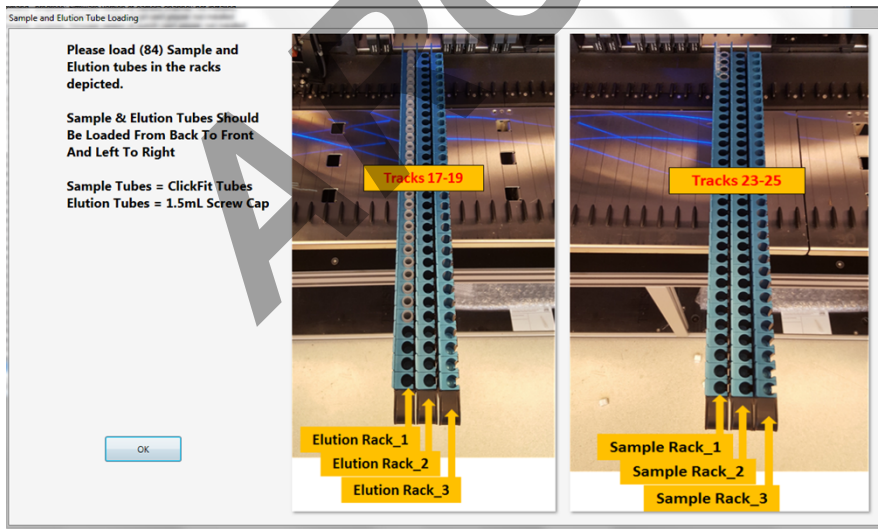 Sample and Elution Tube Loading
Please load (84) Sample and
Elution tubes in the racks
depicted.
Sample & Elution Tubes Should
Be Loaded From Back To Front
And Left To Right
Sample Tubes = ClickFit Tubes
Elution Tubes = 1.5mL Screw Cap
OK
Tracks 17-19
Elution Rack_1
Elution Rack_2
Elution Rack_3
Tracks 23-25
Sample Rack_1
Sample Rack_2
Sample Rack_3